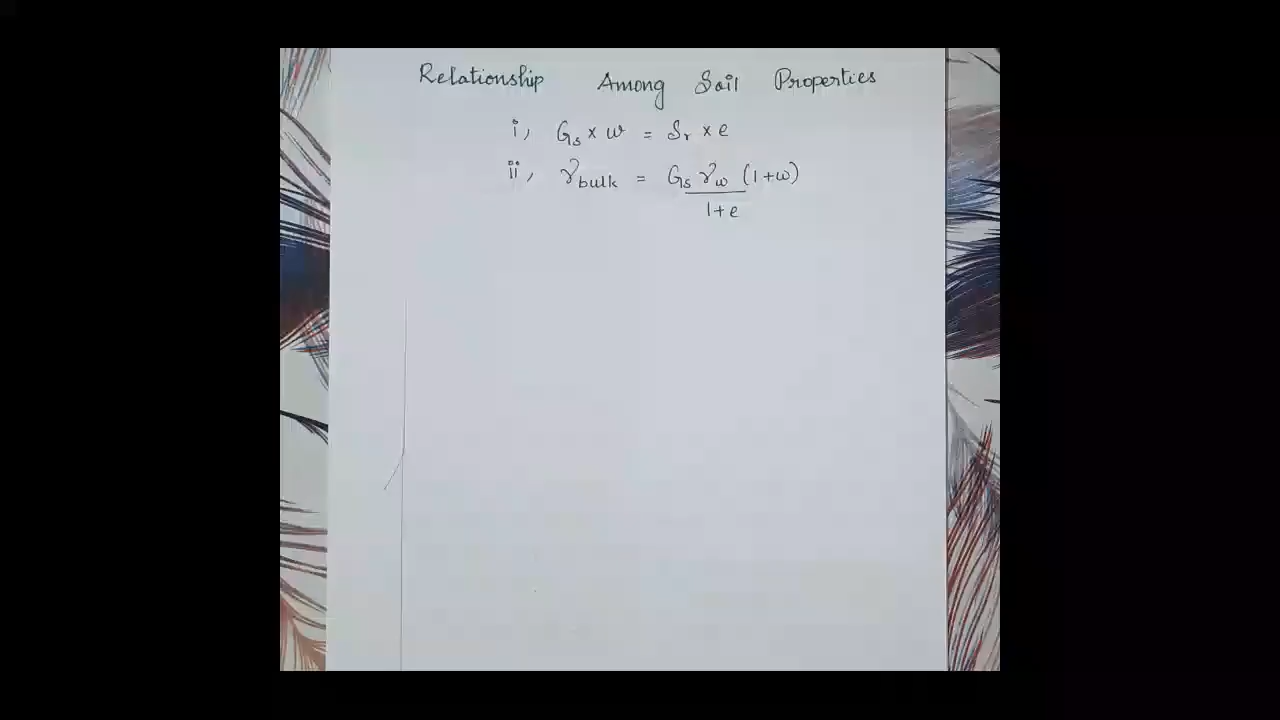 Relationship Among Soil Properties
i, Gs × w = Sr × e
ii, γbulk = Gs γw (1+w)
1+e